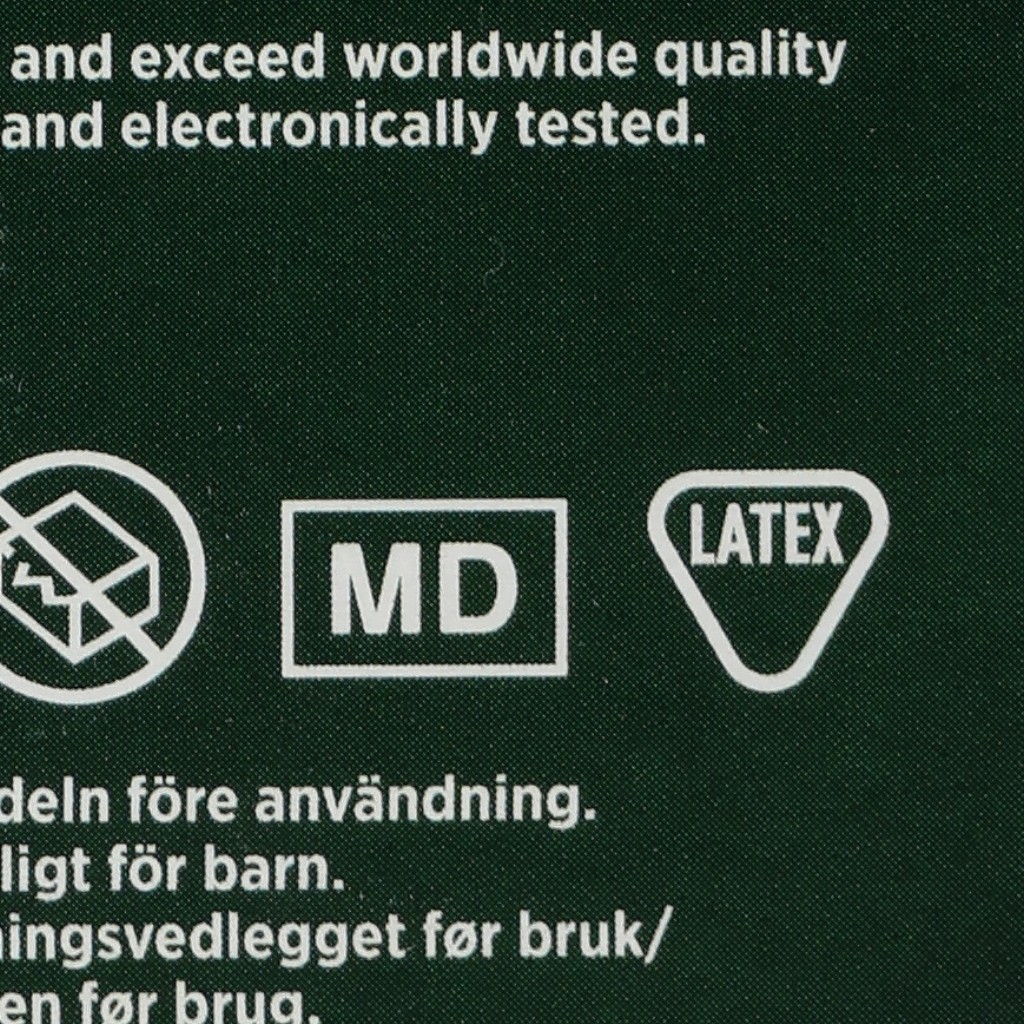 and exceed worldwide quality
and electronically tested.
MD
LATEX
deln före användning.
ligt för barn.
ningsvedlegget før bruk/
en før brug.